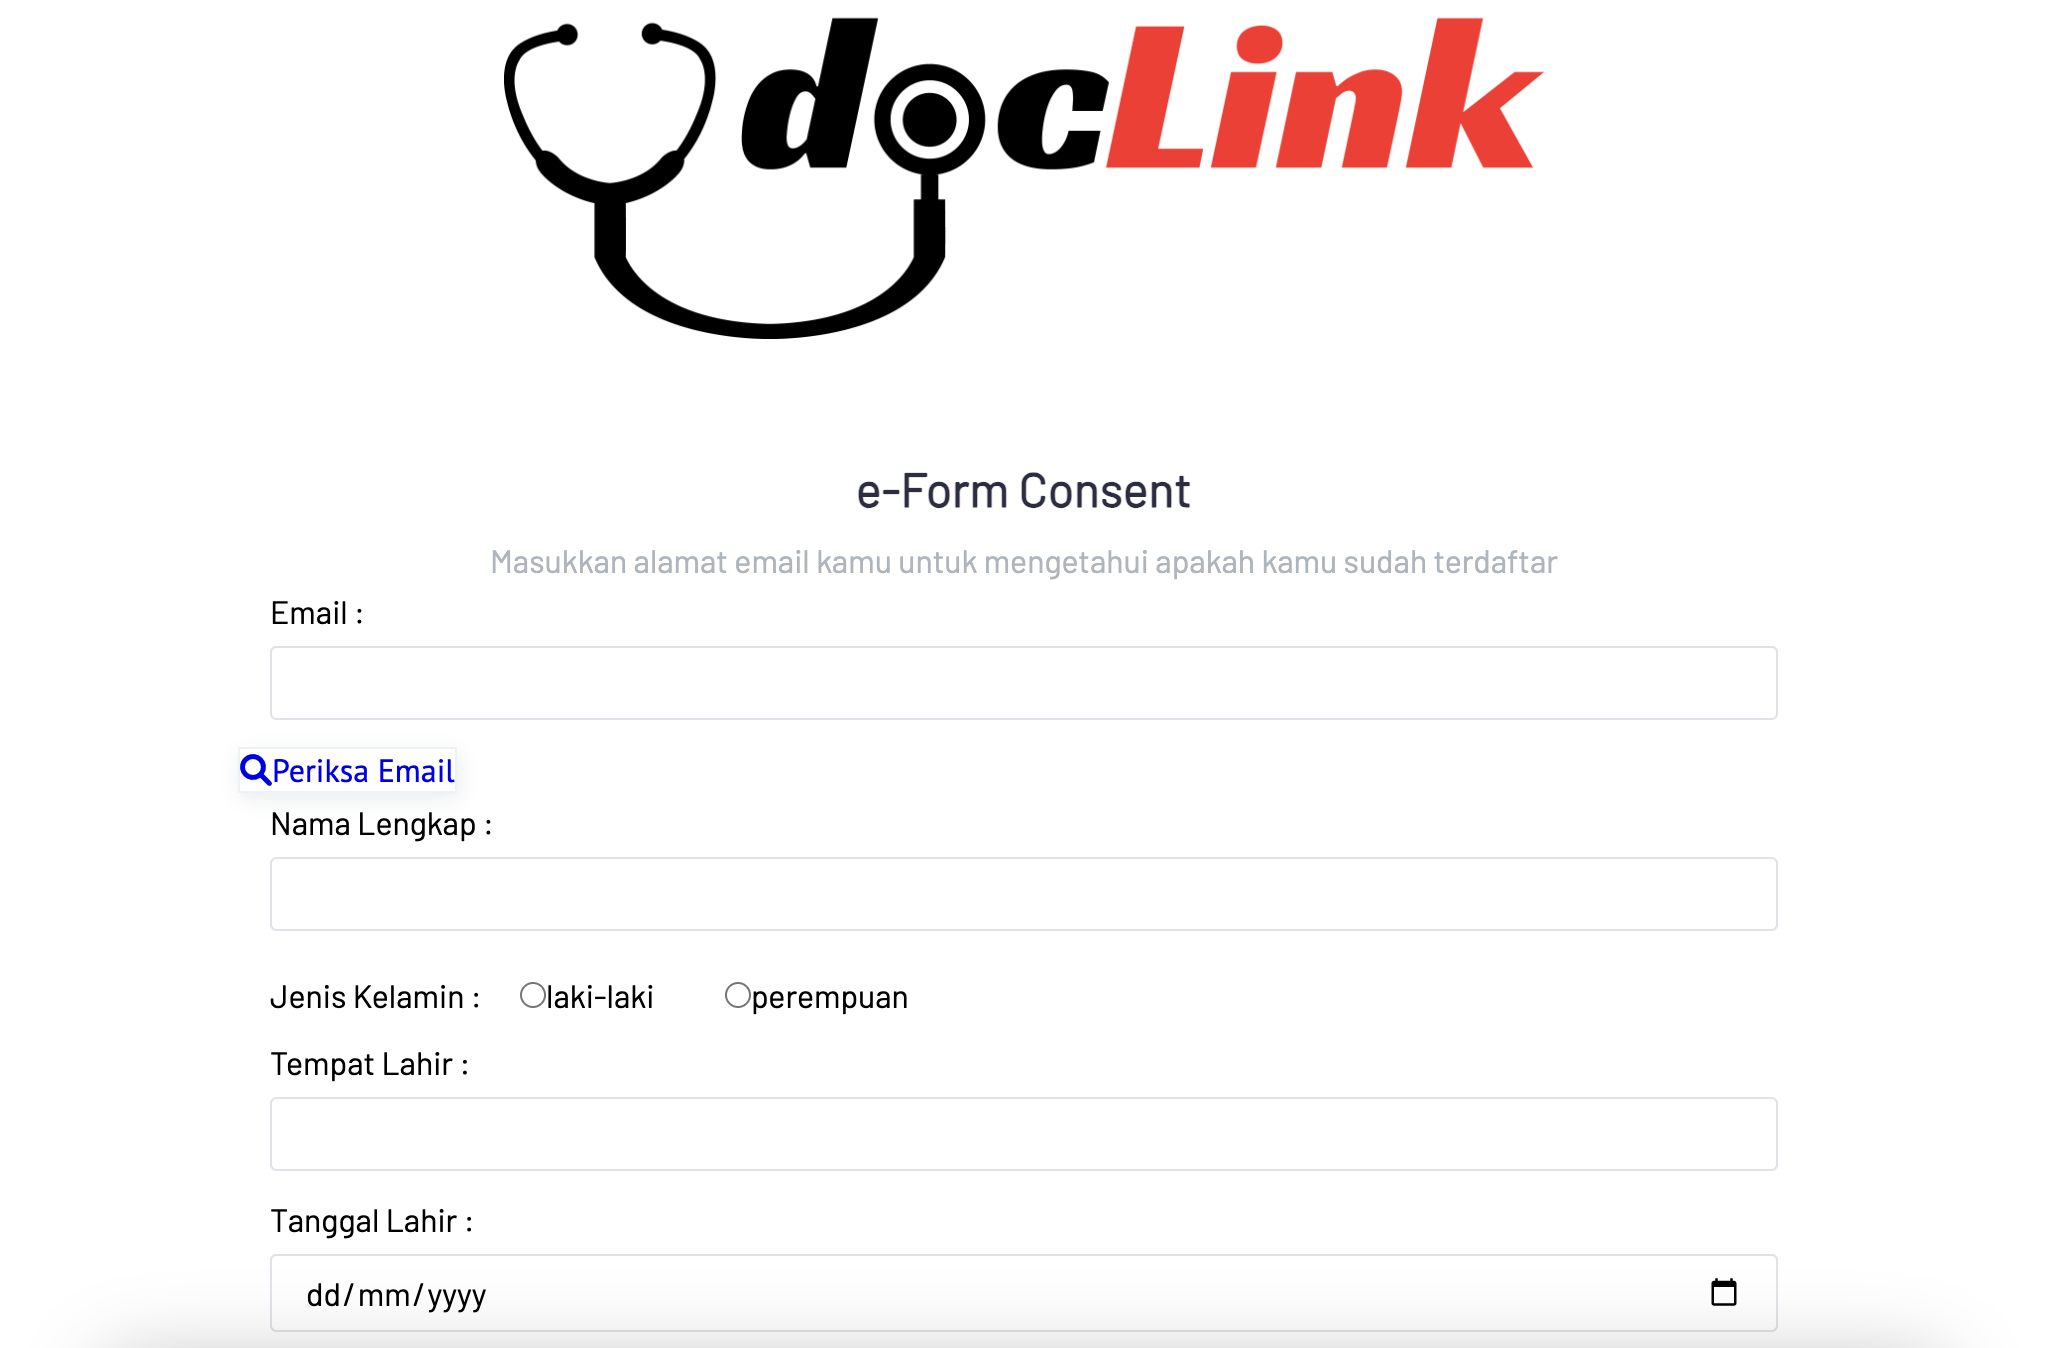 docLink
e-Form Consent
Masukkan alamat email kamu untuk mengetahui apakah kamu sudah terdaftar
Email :
Periksa Email
Nama Lengkap :
Jenis Kelamin : laki-laki perempuan
Tempat Lahir :
Tanggal Lahir :
dd/mm/yyyy